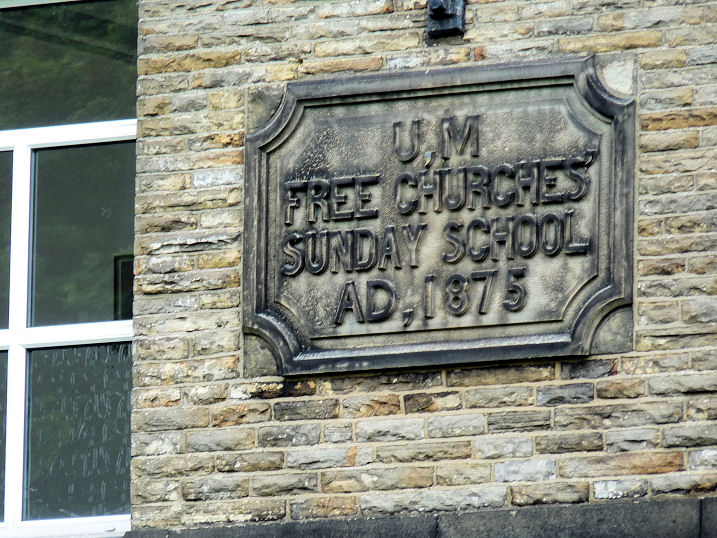 U,M
FREE CHURCHES,'
SUNDAY SCHOOL
AD, 1875